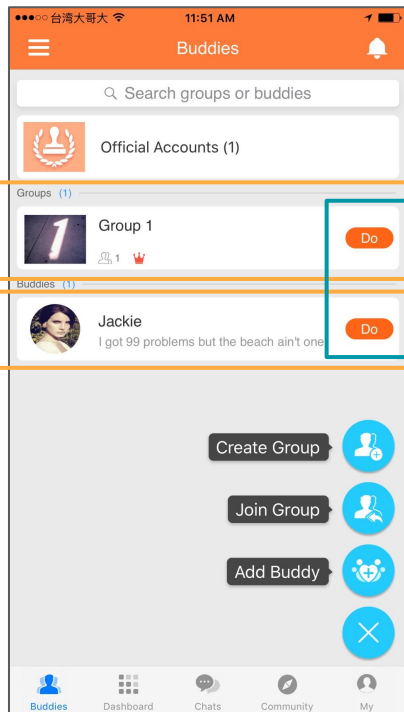 台湾大哥大 11:51 AM
Buddies
Search groups or buddies
Official Accounts (1)
Groups (1)
1
Group 1
1
Do
Buddies (1)
Jackie
I got 99 problems but the beach ain't one
Do
Create Group
Join Group
Add Buddy
Buddies Dashboard Chats Community My